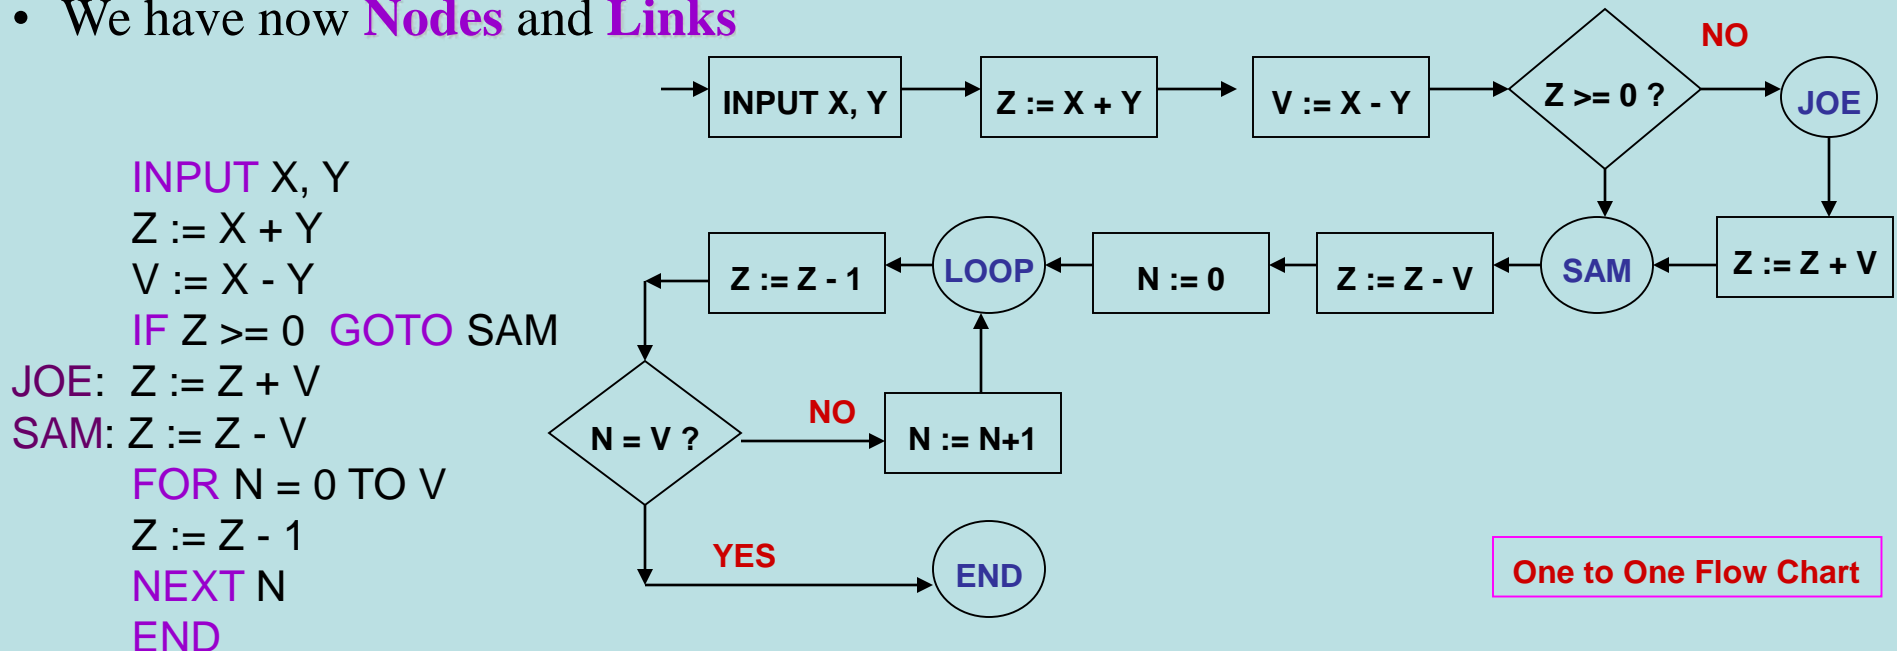 • We have now Nodes and Links
INPUT X, Y
Z := X + Y
V := X - Y
IF Z >= 0 GOTO SAM
JOE: Z := Z + V
SAM: Z := Z - V
FOR N = 0 TO V
Z := Z - 1
NEXT N
END
INPUT X, Y
Z := X + Y
V := X - Y
Z >= 0 ?
NO
JOE
Z := Z - 1
LOOP
N := 0
Z := Z - V
SAM
Z := Z + V
N = V ?
NO
N := N+1
YES
END
One to One Flow Chart